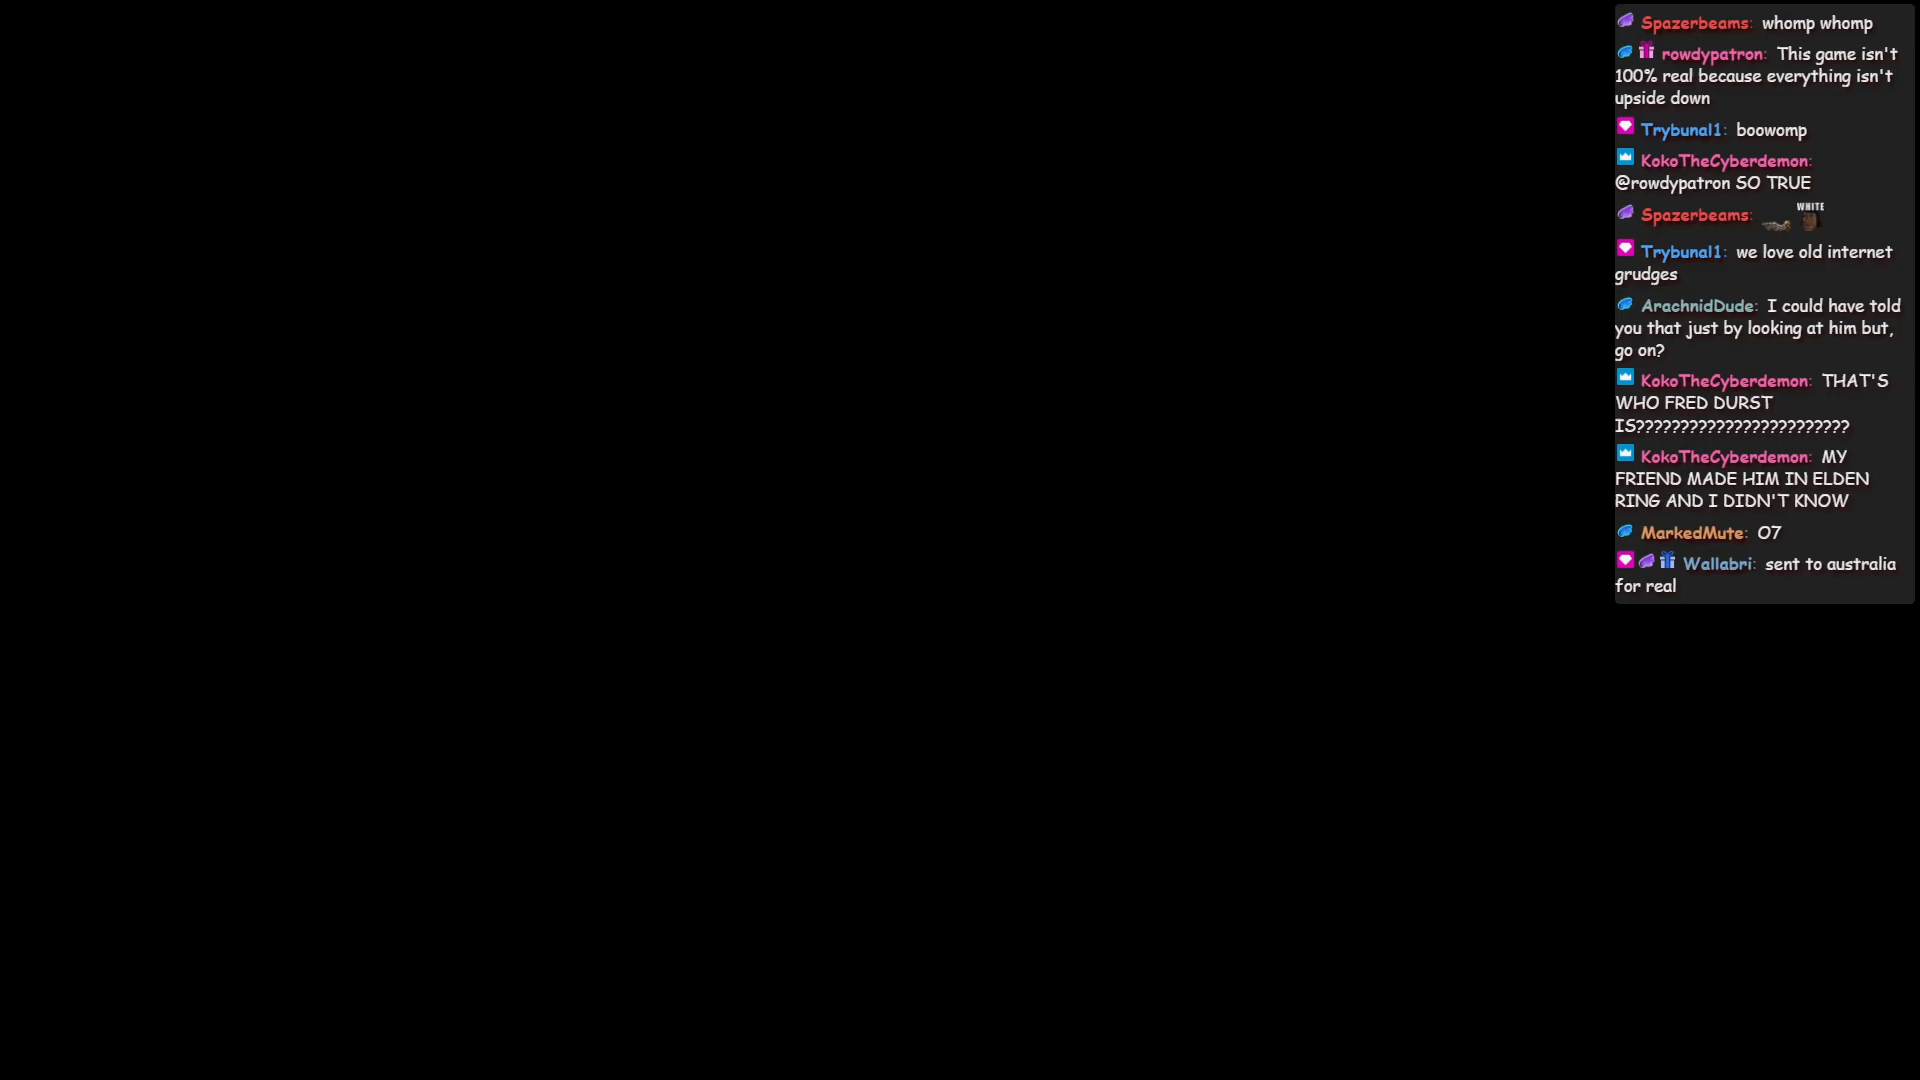 Spazerbeams: whomp whomp
rowdypatron: This game isn't
100% real because everything isn't
upside down
Trybunal1: boowomp
KokoTheCyberdemon:
@rowdypatron SO TRUE
Spazerbeams: WHITE
Trybunal1: we love old internet
grudges
ArachnidDude: I could have told
you that just by looking at him but,
go on?
KokoTheCyberdemon: THAT'S
WHO FRED DURST
IS????????????????????????
KokoTheCyberdemon: MY
FRIEND MADE HIM IN ELDEN
RING AND I DIDN'T KNOW
MarkedMute: O7
Wallabri: sent to australia
for real